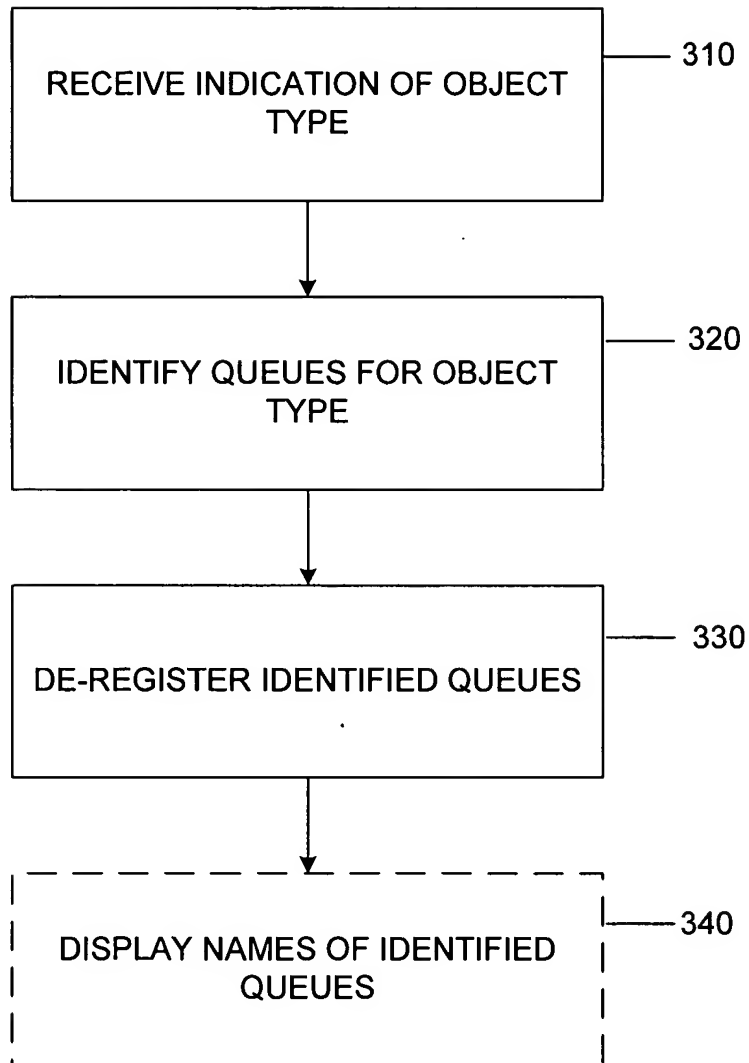 RECEIVE INDICATION OF OBJECT
TYPE
310
IDENTIFY QUEUES FOR OBJECT
TYPE
320
DE-REGISTER IDENTIFIED QUEUES
330
DISPLAY NAMES OF IDENTIFIED
QUEUES
340